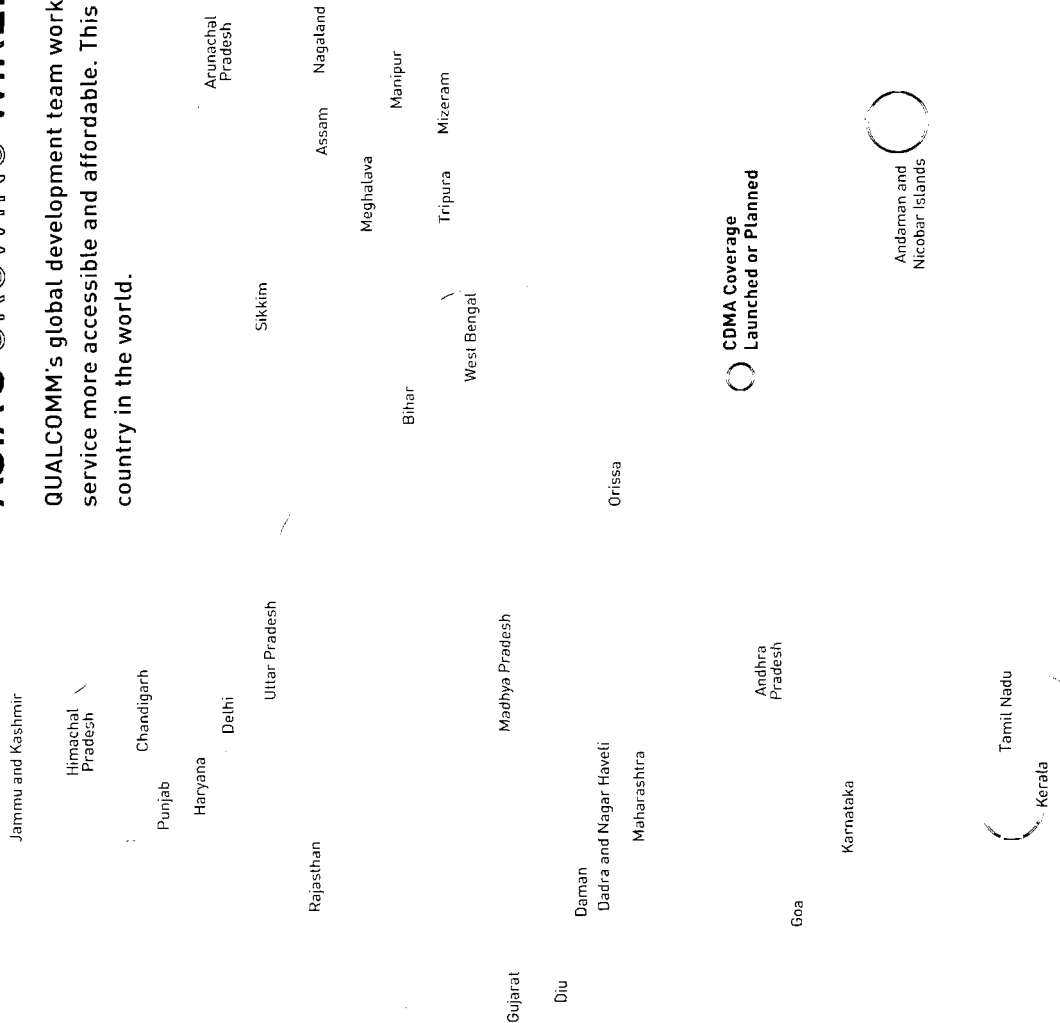 QUALCOMM's global development team work
service more accessible and affordable. This
country in the world.
Jammu and Kashmir
Himachal
Pradesh
Chandigarh
Punjab
Haryana
Arunachal
Pradesh
Delhi
Sikkim
Uttar Pradesh
Rajasthan
Assam
Nagaland
Meghalava
Manipur
Bihar
Tripura
Mizeram
West Bengal
Madhya Pradesh
Gujarat
Diu
Daman
Dadra and Nagar Haveli
Orissa
Maharashtra
CDMA Coverage
Launched or Planned
Andhra
Pradesh
Goa
Karnataka
Andaman and
Nicobar Islands
Tamil Nadu
Kerala